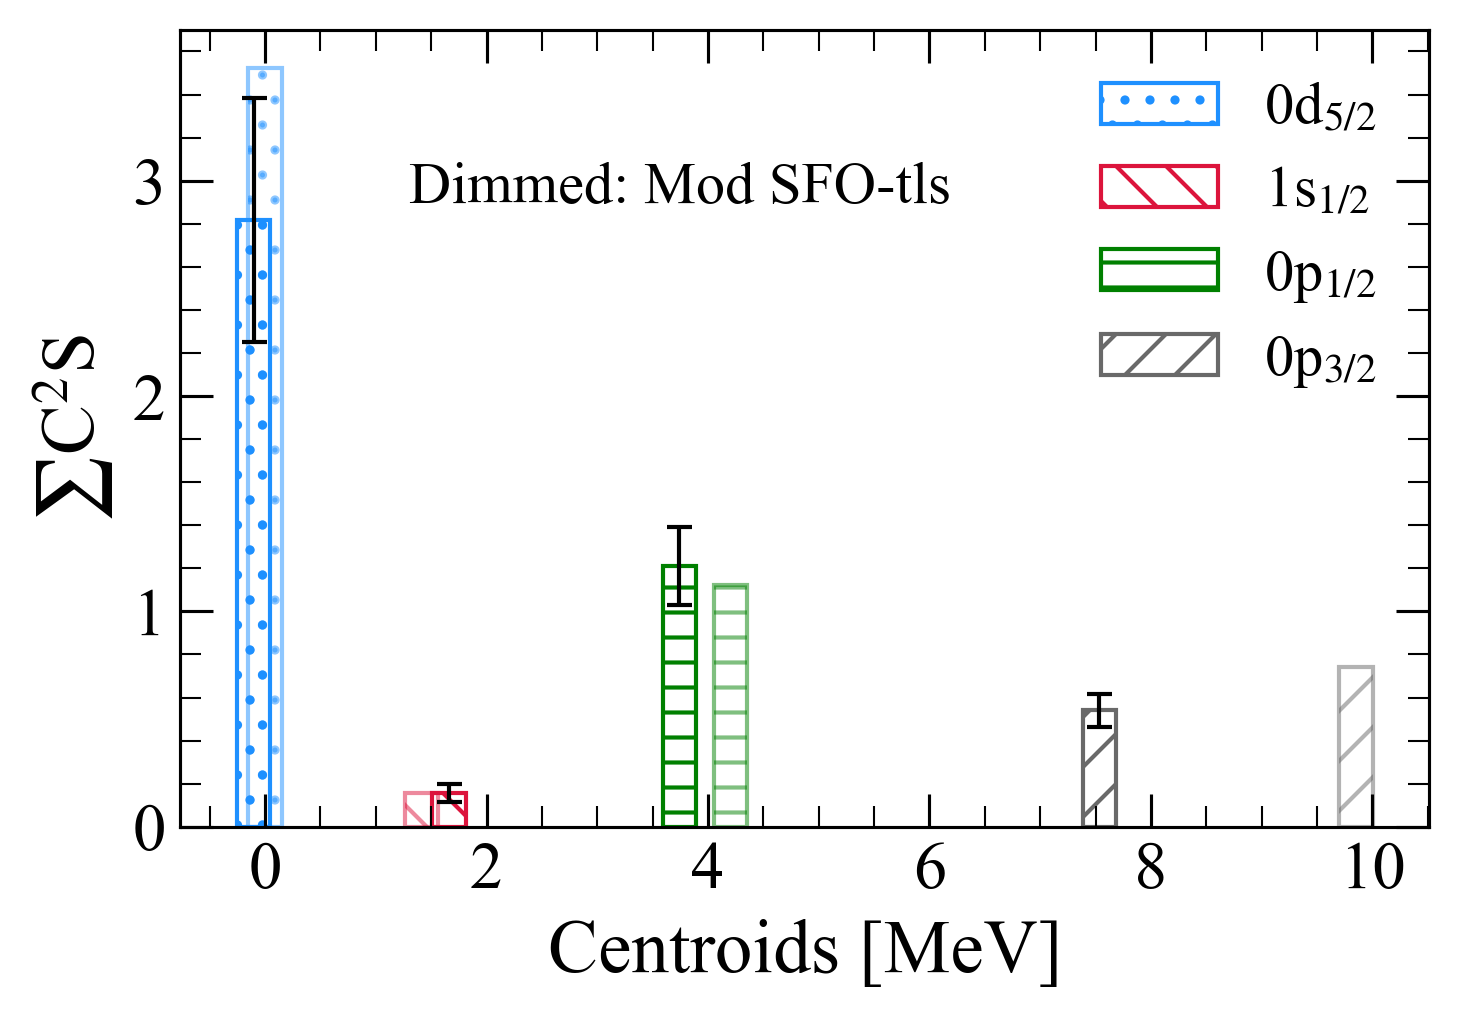 3
2
1
0
ΣC²S
Dimmed: Mod SFO-tls
0d₅/₂
1s₁/₂
0p₁/₂
0p₃/₂
0 2 4 6 8 10
Centroids [MeV]